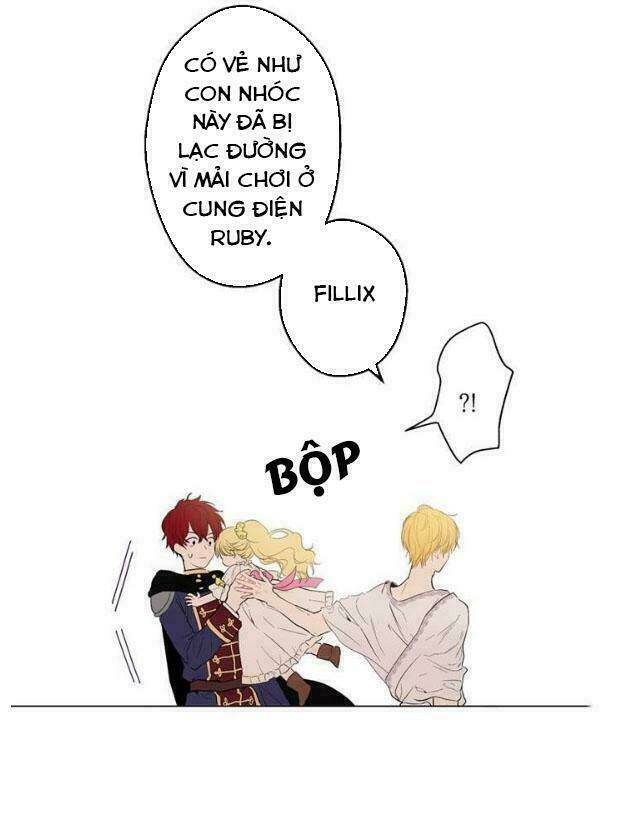 CÓ VẺ NHƯ
CON NHÓC
NÀY ĐÃ BỊ
LẠC ĐƯỜNG
VÌ MẢI CHƠI Ở
CUNG ĐIỆN
RUBY.
FILLIX
?!
BỘP